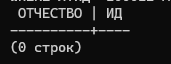 ОТЧЕСТВО | ИД
----------+----
(0 строк)